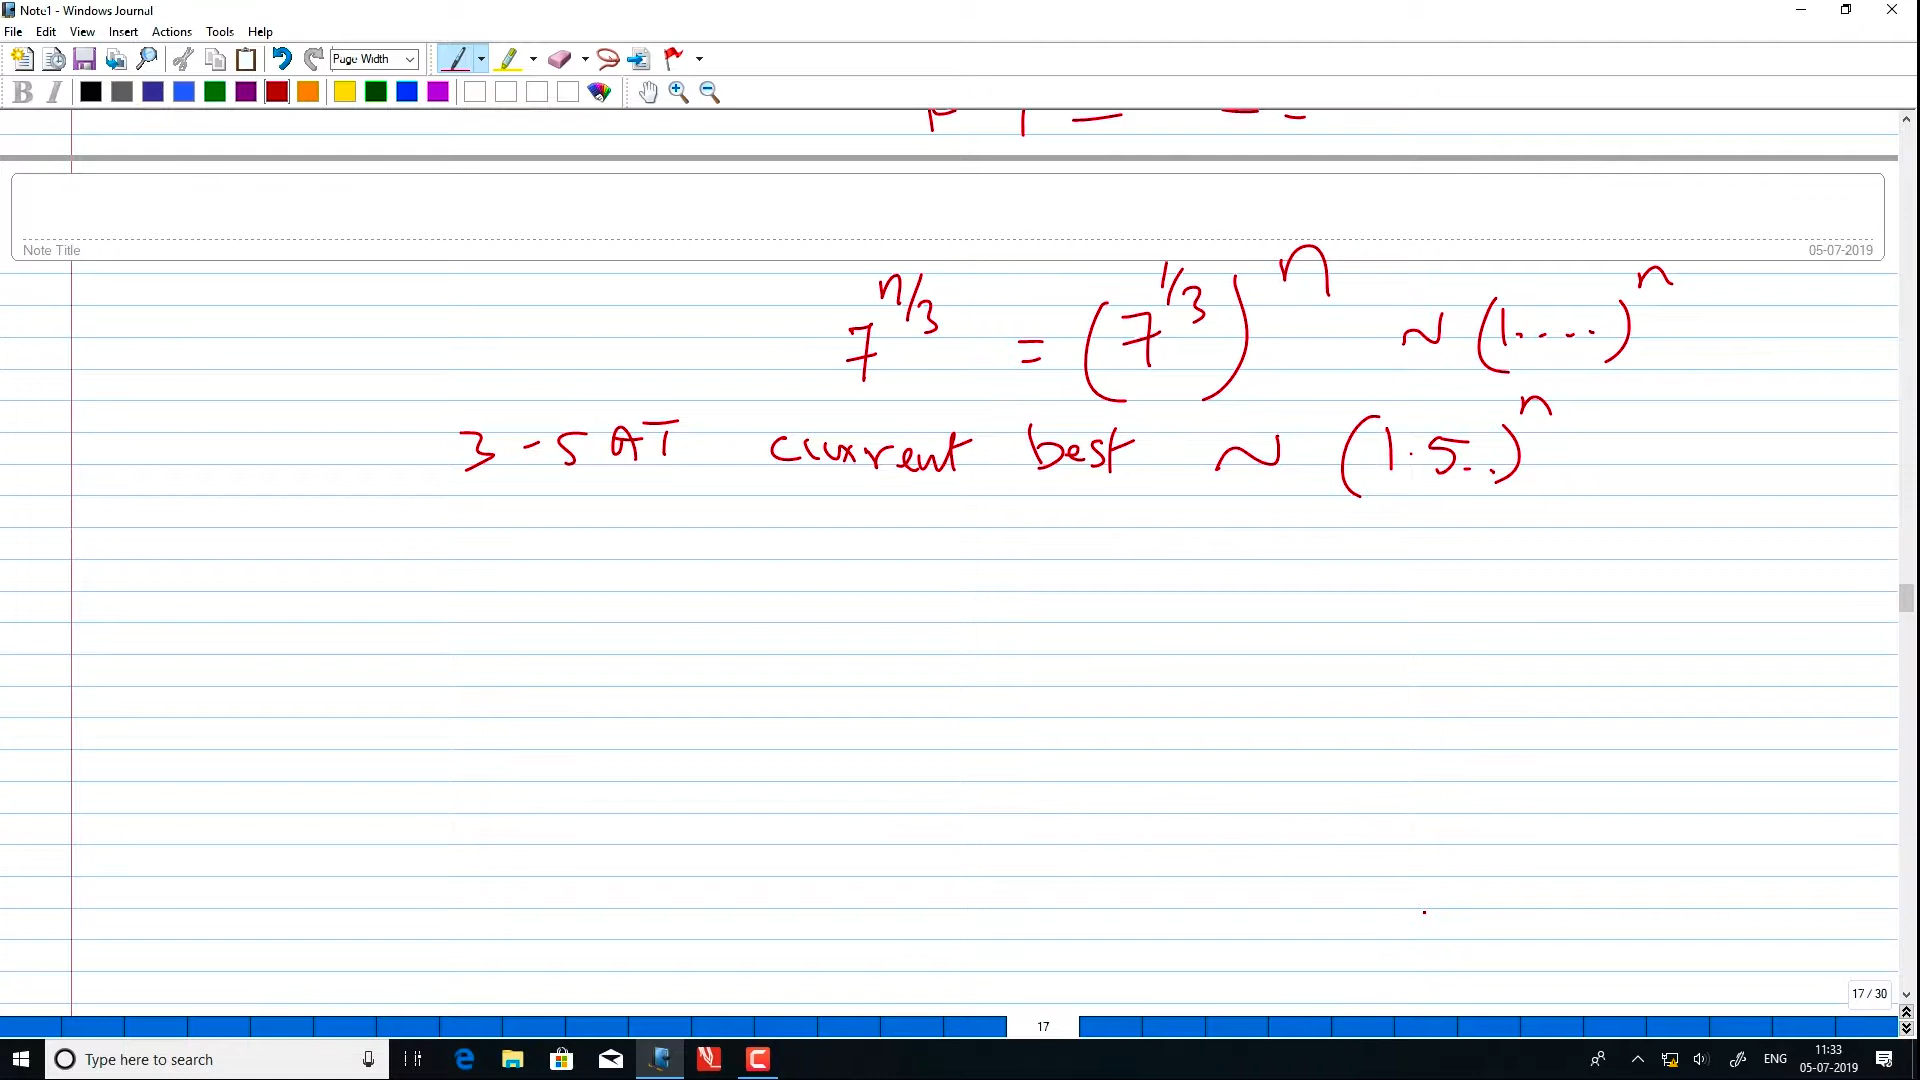 Note1 - Windows Journal
File Edit View Insert Actions Tools Help
Page Width
B I
Note Title 05-07-2019
7^{n/3} = (7^{1/3})^n ~ (1.....)^n
3-SAT current best ~ (1.5..)^n
17 / 30
17
Type here to search
ENG
11:33
05-07-2019